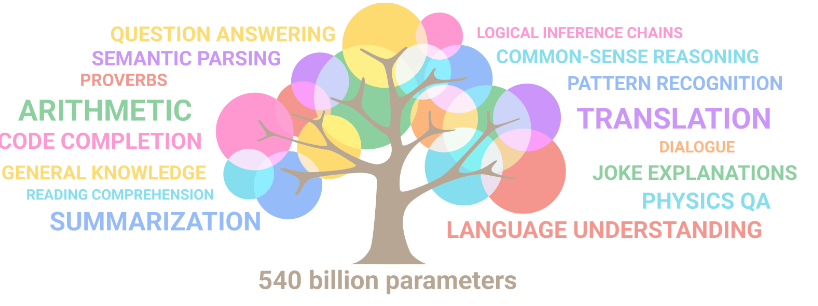 QUESTION ANSWERING
SEMANTIC PARSING
PROVERBS
ARITHMETIC
CODE COMPLETION
GENERAL KNOWLEDGE
READING COMPREHENSION
SUMMARIZATION
LOGICAL INFERENCE CHAINS
COMMON-SENSE REASONING
PATTERN RECOGNITION
TRANSLATION
DIALOGUE
JOKE EXPLANATIONS
PHYSICS QA
LANGUAGE UNDERSTANDING
540 billion parameters